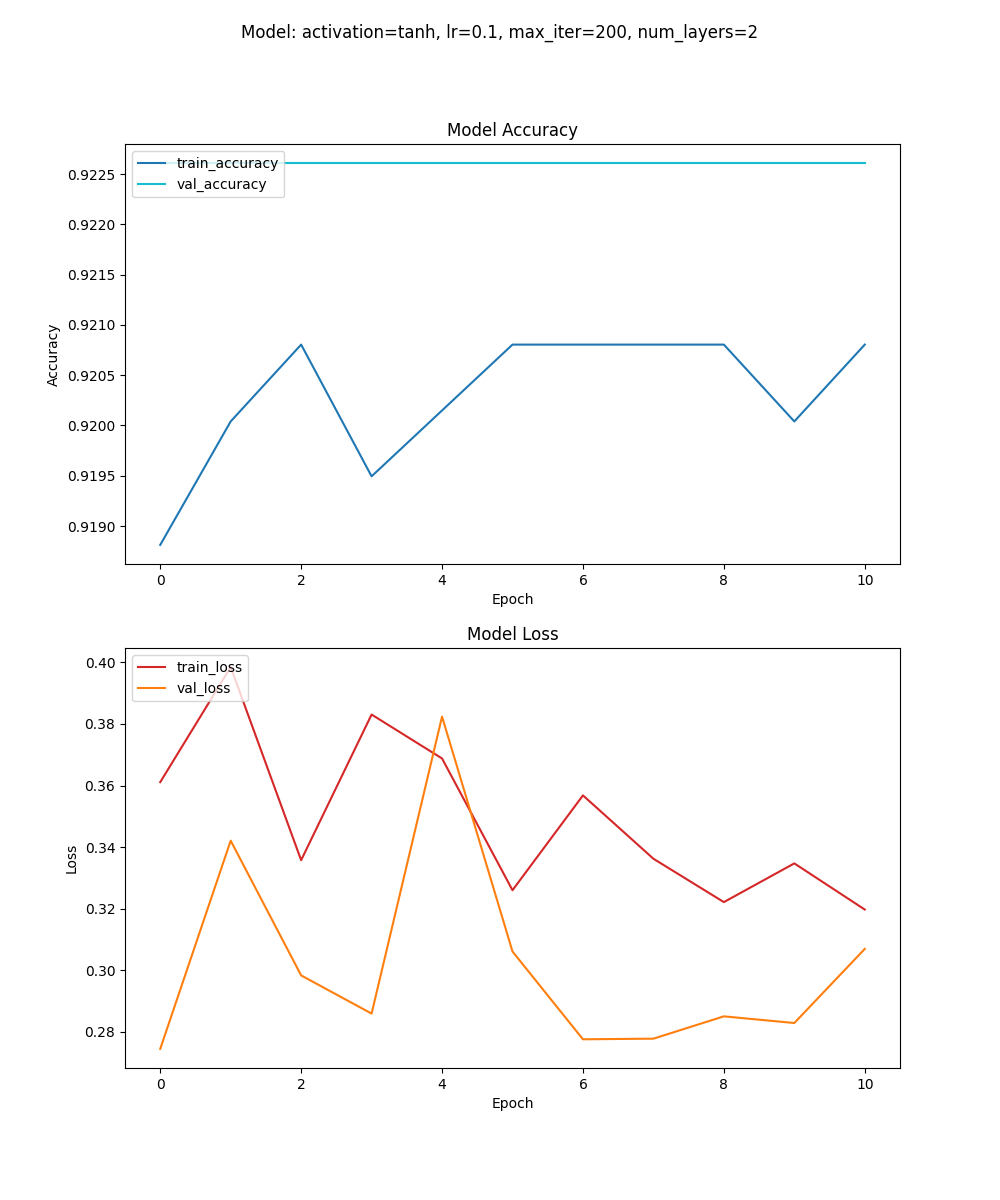 Model: activation=tanh, lr=0.1, max_iter=200, num_layers=2
Model Accuracy
train_accuracy
val_accuracy
0.9225
0.9220
0.9215
0.9210
0.9205
0.9200
0.9195
0.9190
Accuracy
0 2 4 6 8 10
Epoch
Model Loss
train_loss
val_loss
0.40
0.38
0.36
0.34
0.32
0.30
0.28
Loss
0 2 4 6 8 10
Epoch